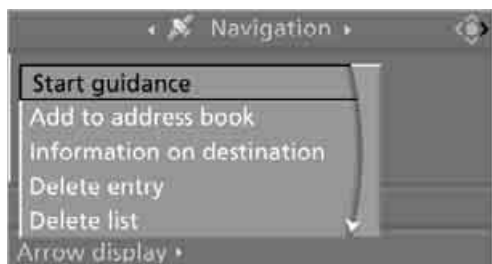 Navigation
Start guidance
Add to address book
Information on destination
Delete entry
Delete list
Arrow display